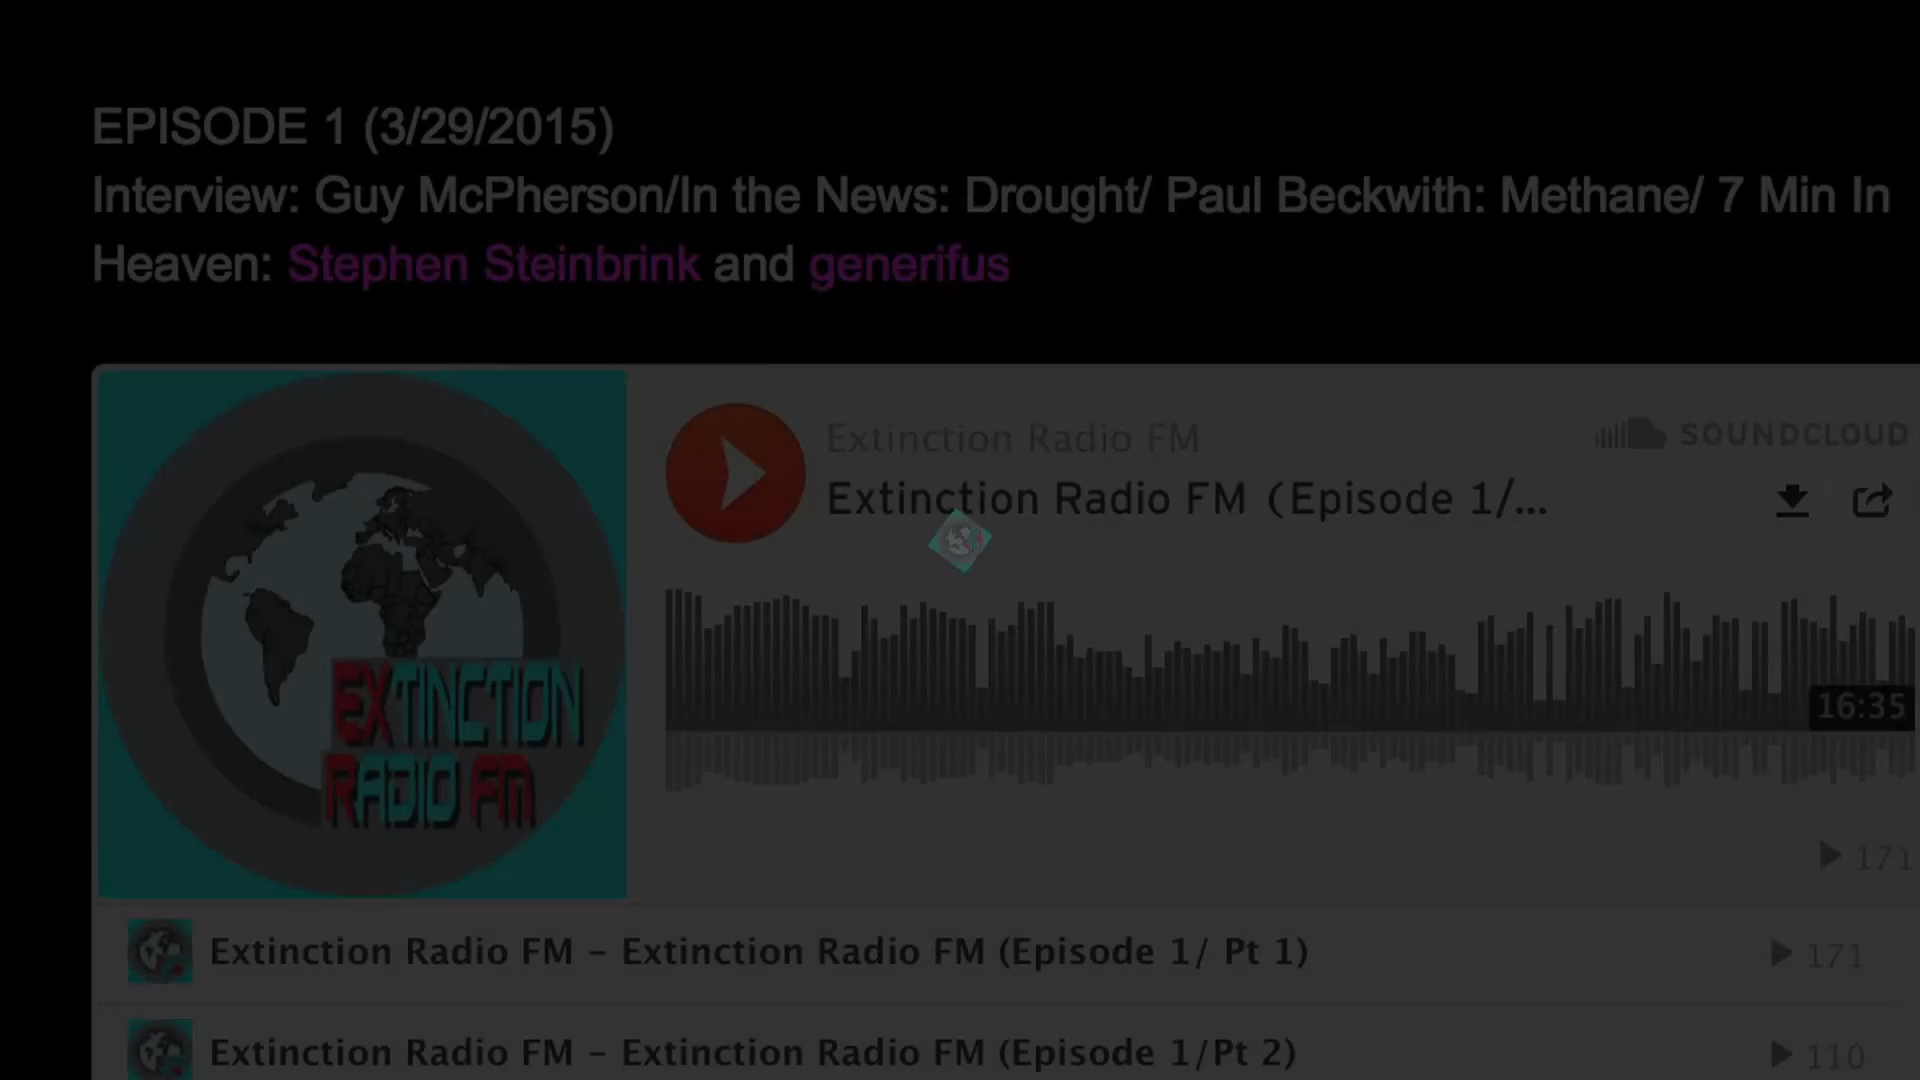 EPISODE 1 (3/29/2015)
Interview: Guy McPherson/In the News: Drought/ Paul Beckwith: Methane/ 7 Min In
Heaven: Stephen Steinbrink and generifus
Extinction Radio FM
SOUNDCLOUD
Extinction Radio FM (Episode 1/...
EXTINCTION
RADIO FM
16:35
171
Extinction Radio FM – Extinction Radio FM (Episode 1/ Pt 1)
171
Extinction Radio FM – Extinction Radio FM (Episode 1/Pt 2)
110